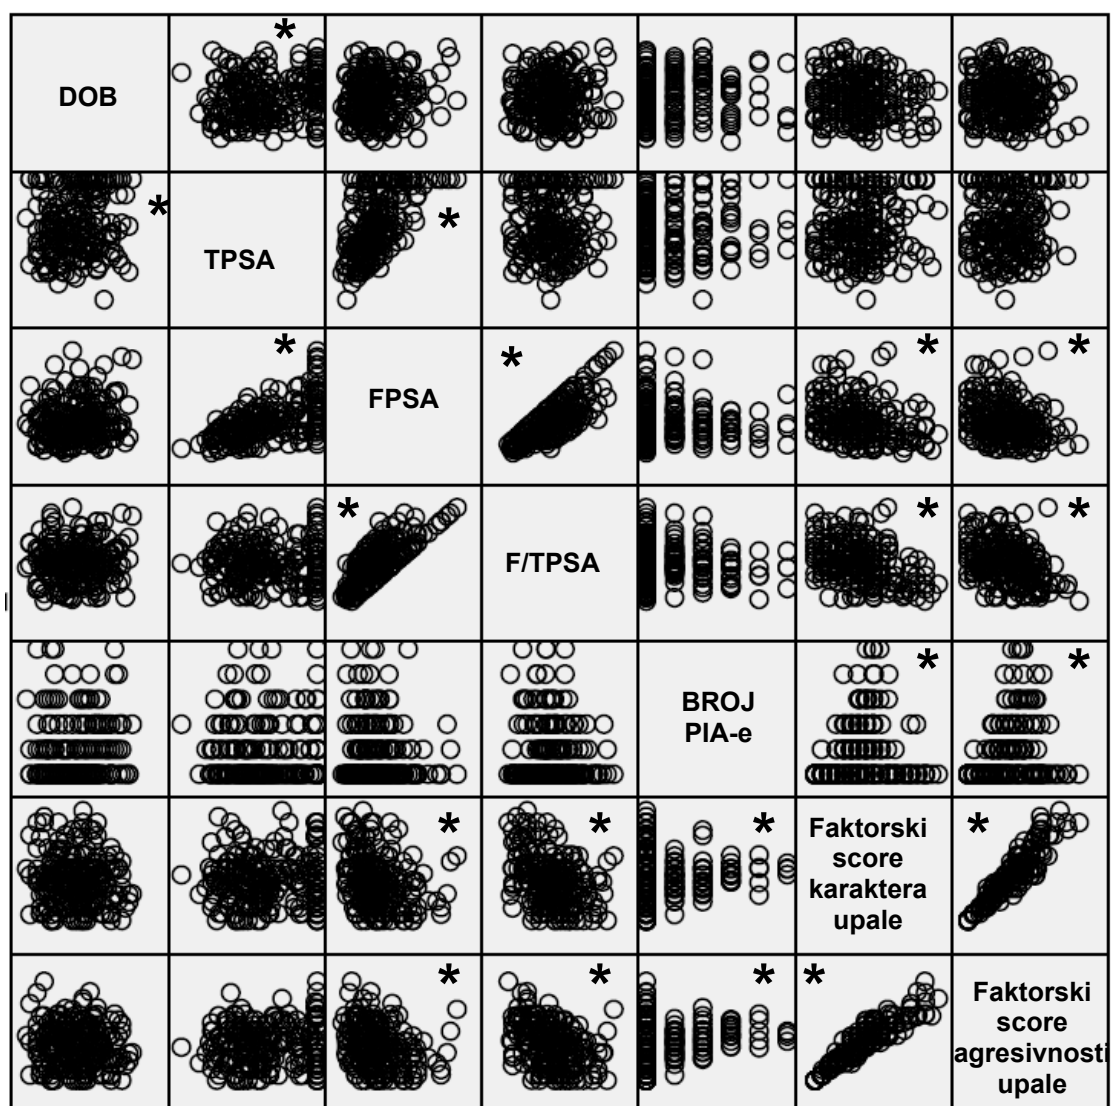 DOB
*
*
TPSA
*
*
FPSA
*
*
*
*
F/TPSA
*
*
BROJ
PIA-e
*
*
*
*
*
Faktorski
score
karaktera
upale
*
*
*
*
*
Faktorski
score
agresivnosti
upale